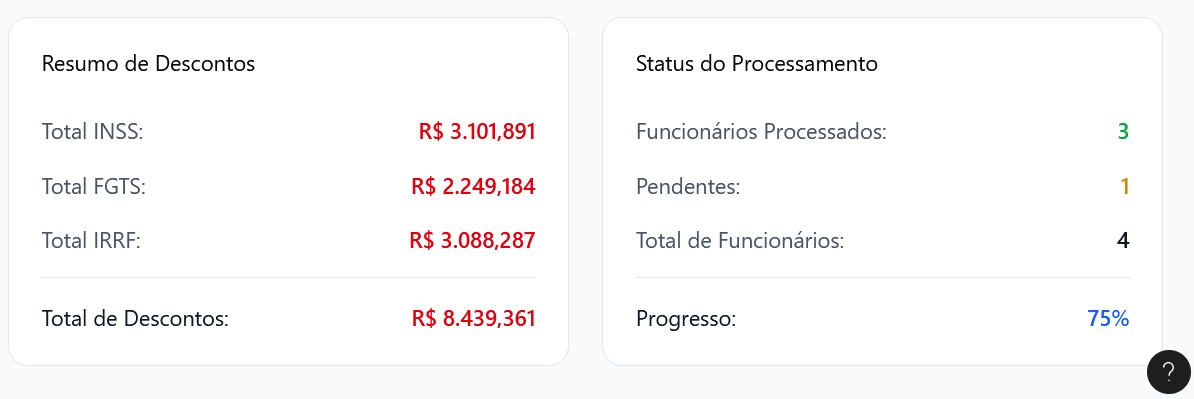 Resumo de Descontos
Total INSS: R$ 3.101,891
Total FGTS: R$ 2.249,184
Total IRRF: R$ 3.088,287
Total de Descontos: R$ 8.439,361
Status do Processamento
Funcionários Processados: 3
Pendentes: 1
Total de Funcionários: 4
Progresso: 75%
?